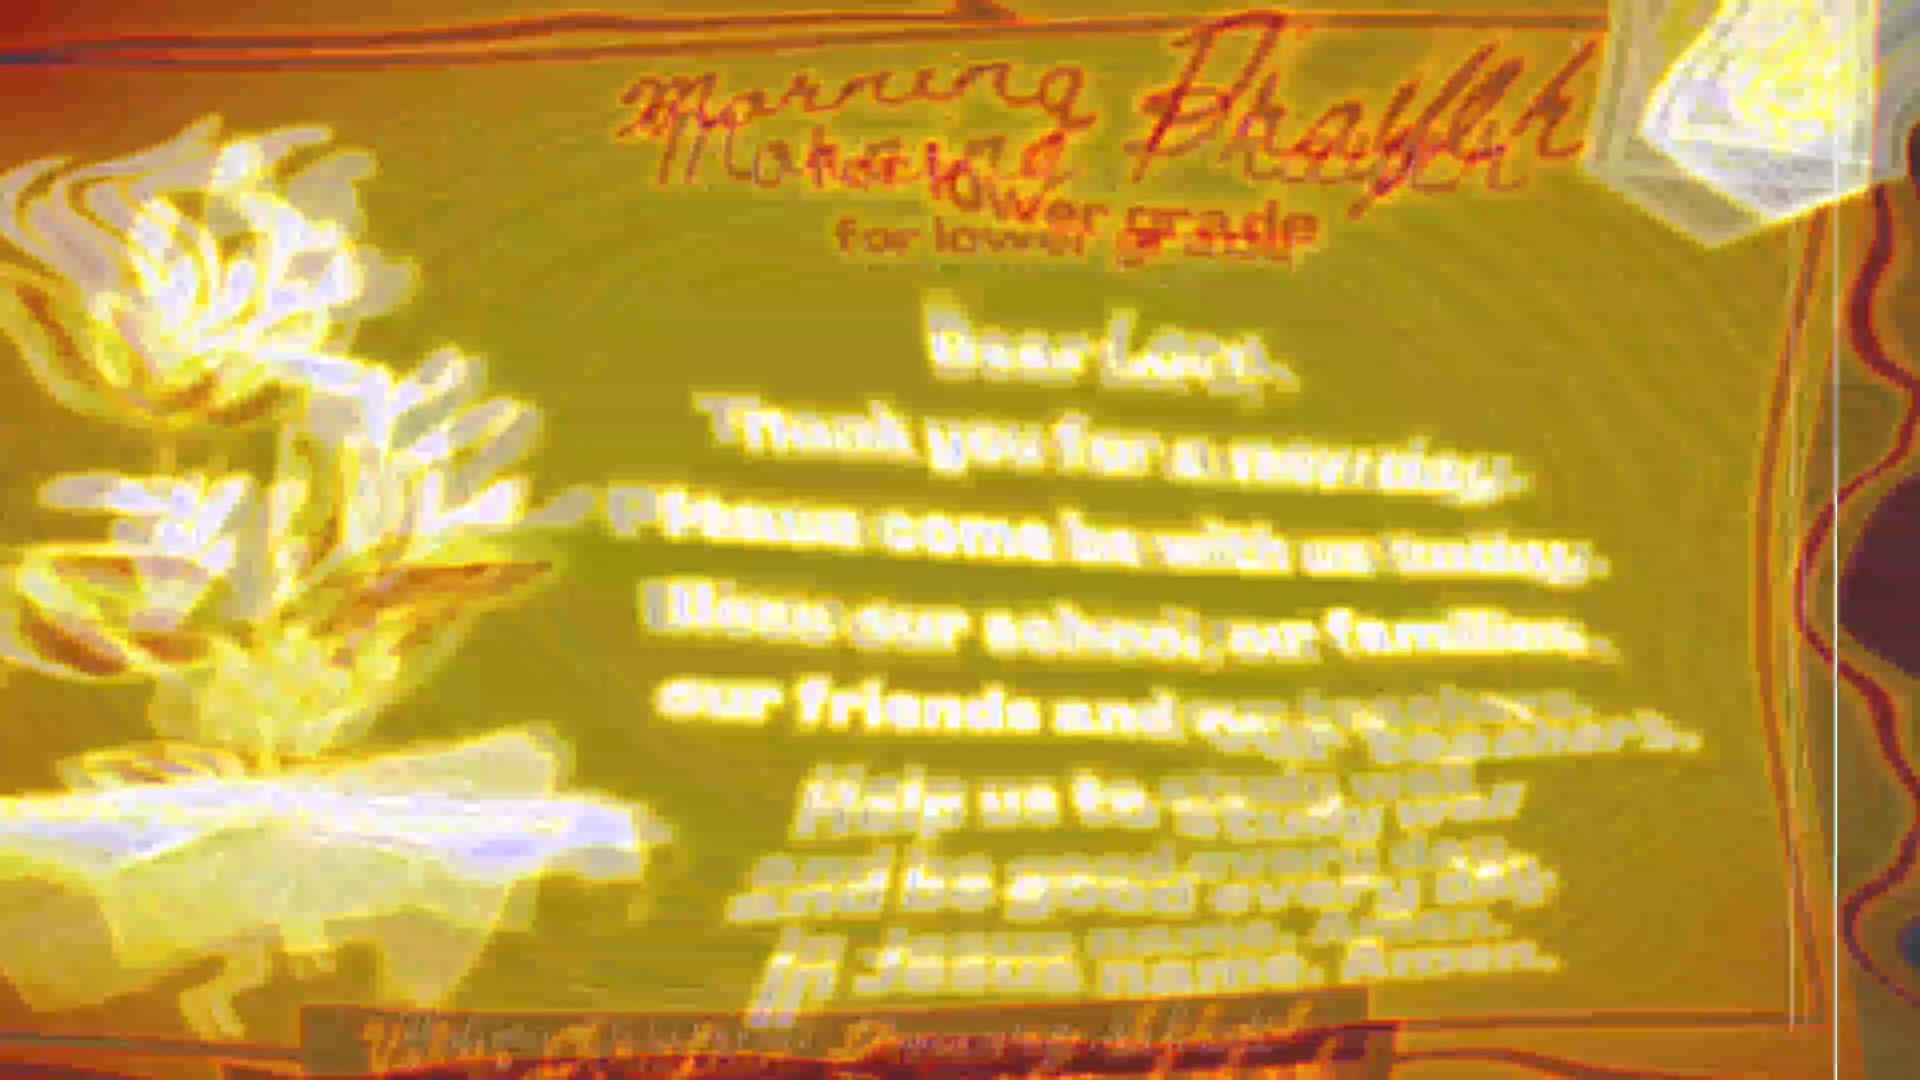 Morning Prayer
for lower grade
Dear Lord,
Thank you for a new day.
Please come be with us today.
Bless our school, our families,
our friends and our teachers.
Help us to study well
and be good every day.
In Jesus name. Amen.